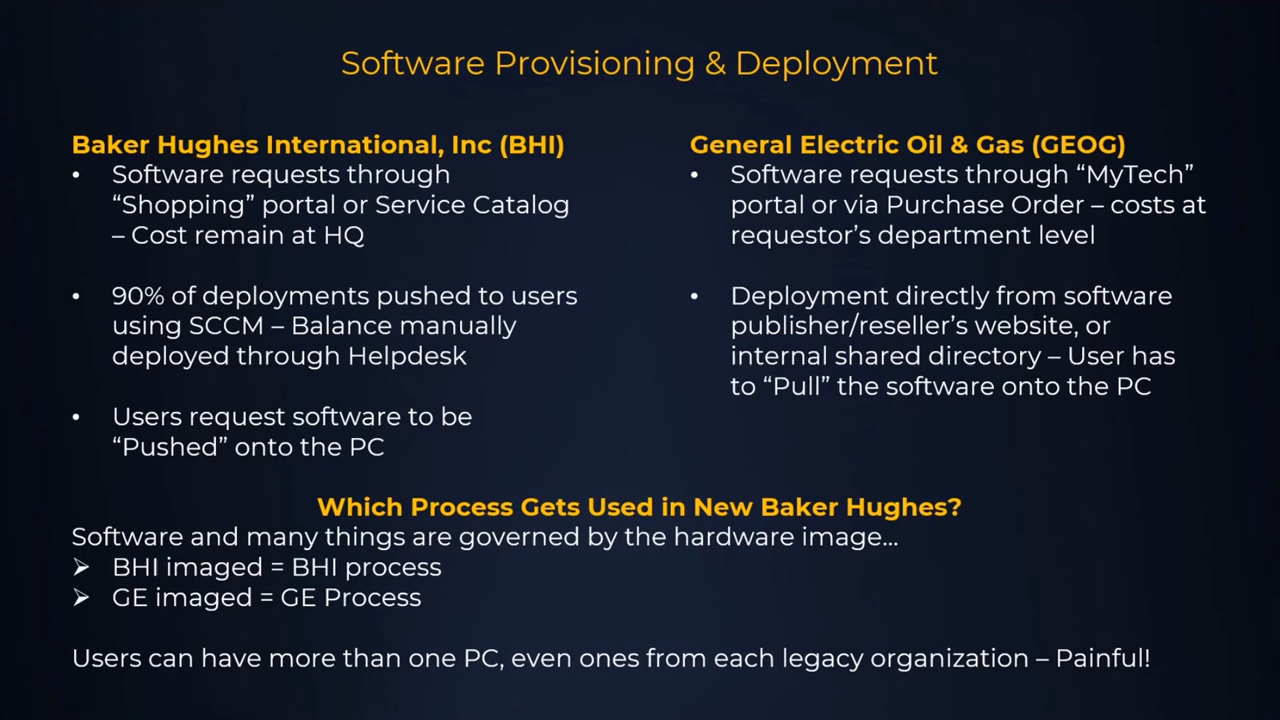 Software Provisioning & Deployment
Baker Hughes International, Inc (BHI)
• Software requests through
“Shopping” portal or Service Catalog
– Cost remain at HQ
• 90% of deployments pushed to users
using SCCM – Balance manually
deployed through Helpdesk
• Users request software to be
“Pushed” onto the PC
General Electric Oil & Gas (GEOG)
• Software requests through “MyTech”
portal or via Purchase Order – costs at
requestor’s department level
• Deployment directly from software
publisher/reseller’s website, or
internal shared directory – User has
to “Pull” the software onto the PC
Which Process Gets Used in New Baker Hughes?
Software and many things are governed by the hardware image…
➢ BHI imaged = BHI process
➢ GE imaged = GE Process
Users can have more than one PC, even ones from each legacy organization – Painful!